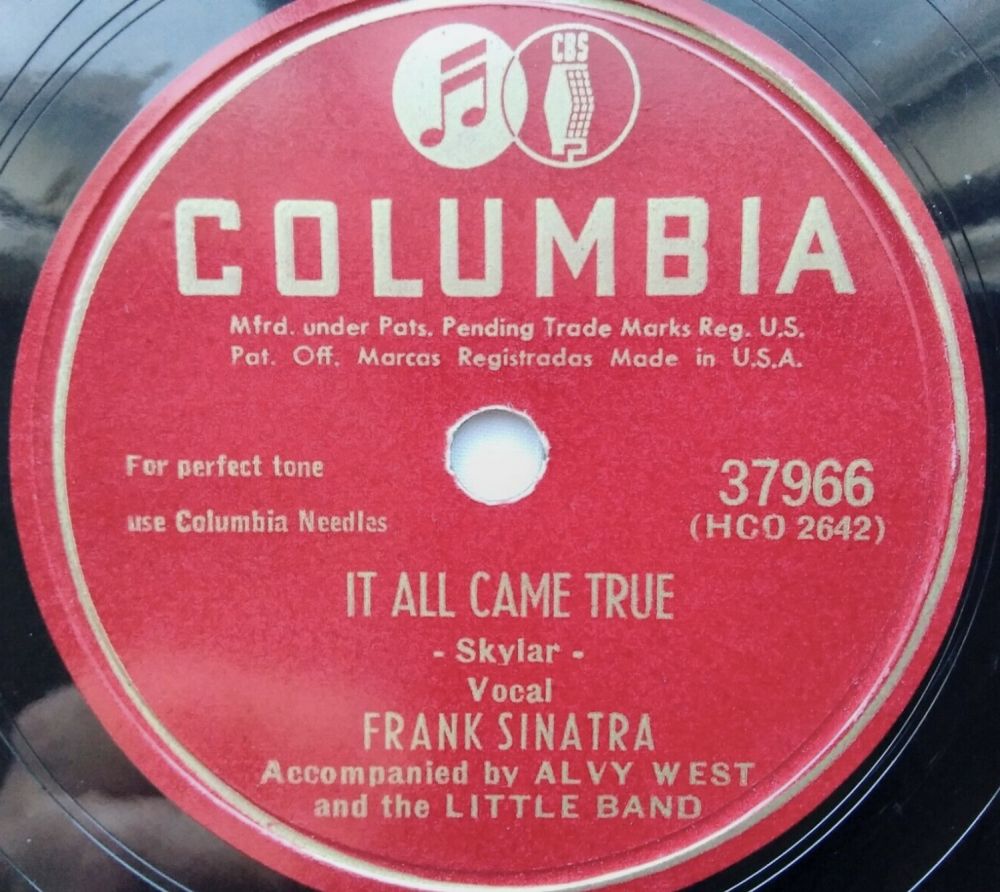 CBS
COLUMBIA
Mfrd. under Pats. Pending Trade Marks Reg. U.S.
Pat. Off. Marcas Registradas Made in U.S.A.
For perfect tone
use Columbia Needles
37966
(HCO 2642)
IT ALL CAME TRUE
- Skylar -
Vocal
FRANK SINATRA
Accompanied by ALVY WEST
and the LITTLE BAND